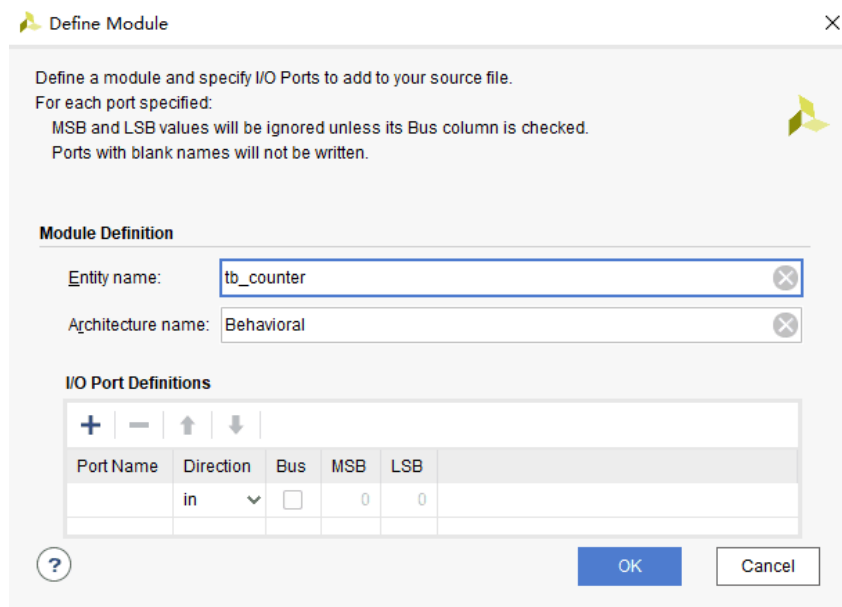 Define Module
Define a module and specify I/O Ports to add to your source file.
For each port specified:
MSB and LSB values will be ignored unless its Bus column is checked.
Ports with blank names will not be written.
Module Definition
Entity name: tb_counter
Architecture name: Behavioral
I/O Port Definitions
Port Name Direction Bus MSB LSB
in 0 0
? OK Cancel